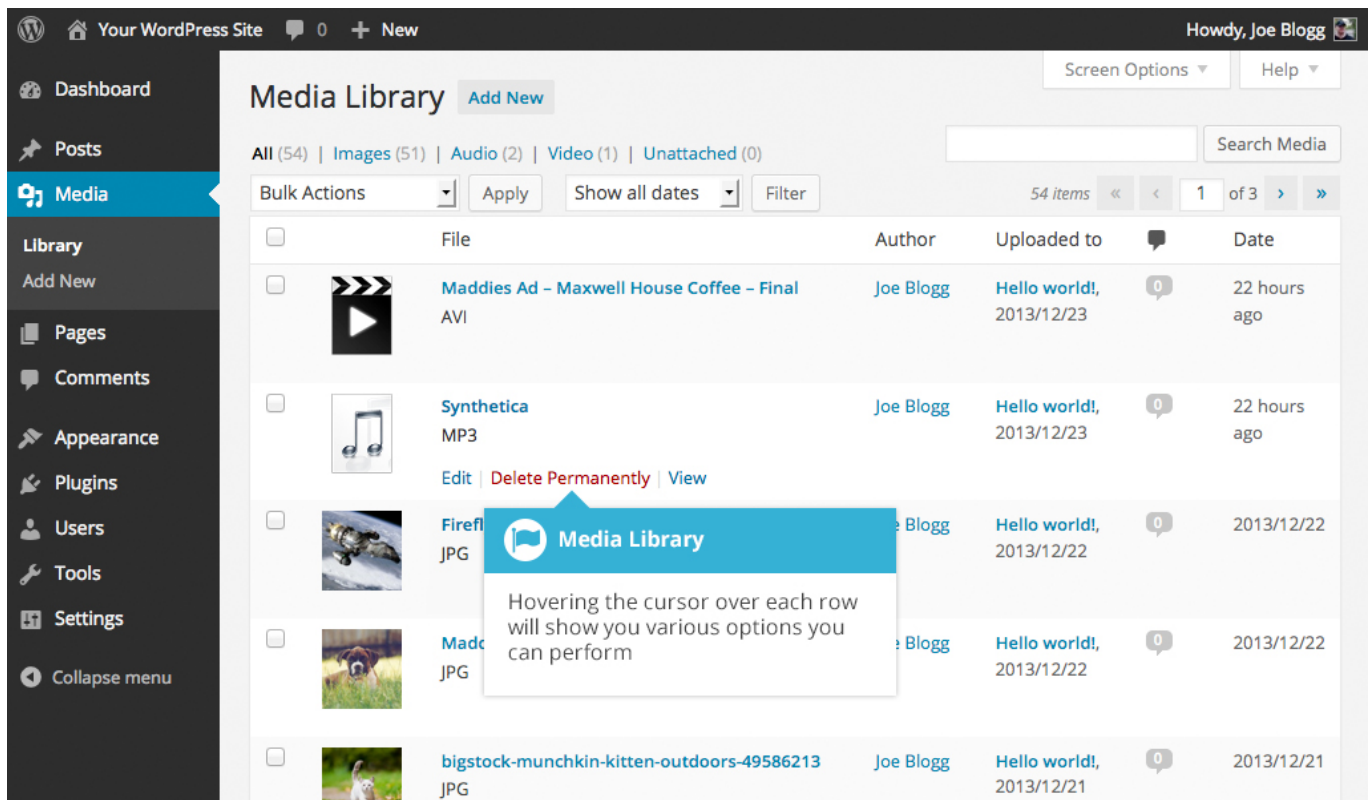 Your WordPress Site 0 + New Howdy, Joe Blogg
Screen Options ▼ Help ▼
Dashboard
Posts
Media
Library
Add New
Pages
Comments
Appearance
Plugins
Users
Tools
Settings
Collapse menu
Media Library Add New
All (54) | Images (51) | Audio (2) | Video (1) | Unattached (0)
Search Media
Bulk Actions Apply Show all dates Filter
54 items « ‹ 1 of 3 › »
File Author Uploaded to Date
Maddies Ad – Maxwell House Coffee – Final Joe Blogg Hello world!, 0 22 hours
AVI 2013/12/23 ago
Synthetica Joe Blogg Hello world!, 0 22 hours
MP3 2013/12/23 ago
Edit | Delete Permanently | View
Blogg Hello world!, 0 2013/12/22
JPG 2013/12/22
Media Library
Hovering the cursor over each row
will show you various options you
can perform
Blogg Hello world!, 0 2013/12/22
JPG 2013/12/22
bigstock-munchkin-kitten-outdoors-49586213 Joe Blogg Hello world!, 0 2013/12/21
JPG 2013/12/21